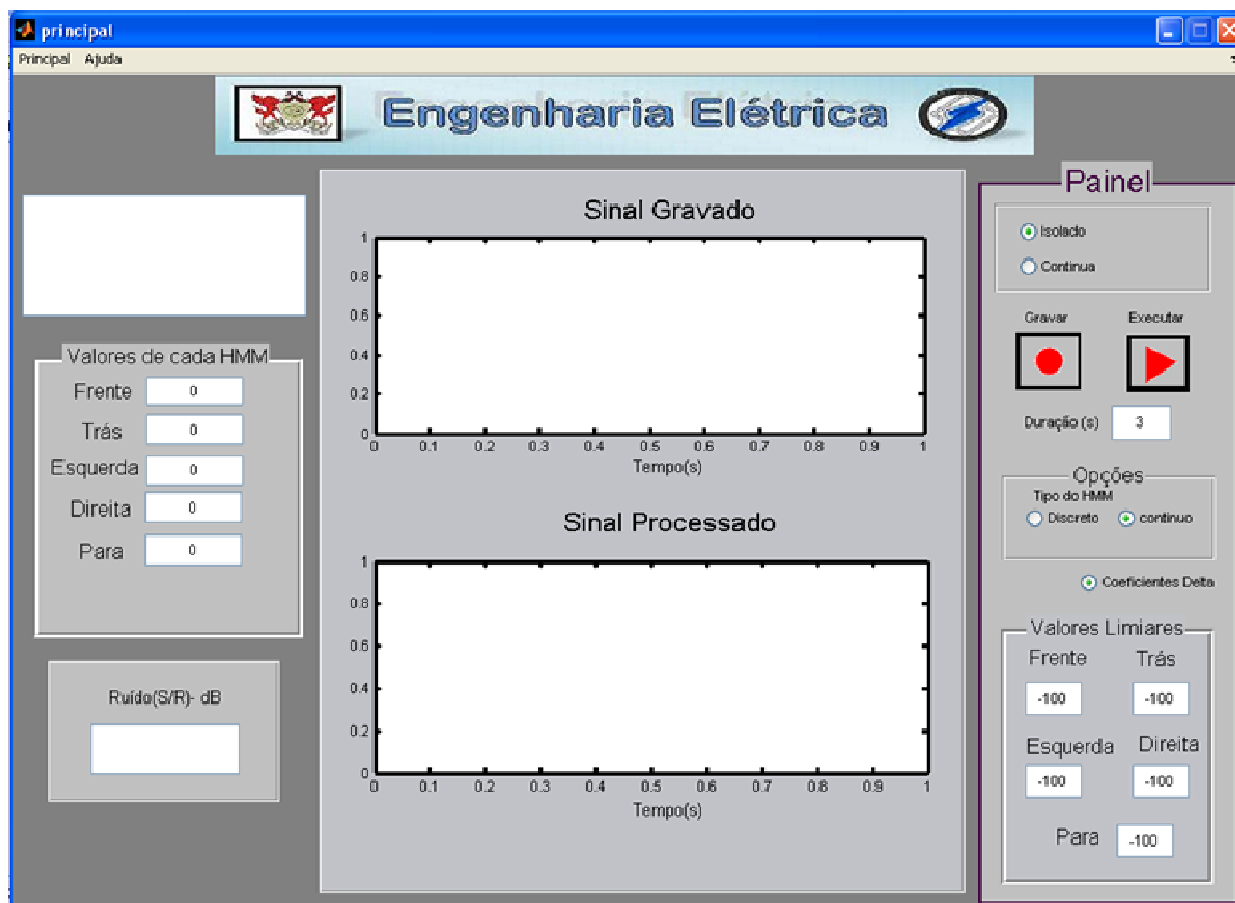 principal
Principal Ajuda
Engenharia Elétrica
Valores de cada HMM
Frente 0
Trás 0
Esquerda 0
Direita 0
Para 0
Ruído(S/R)- dB
Sinal Gravado
1
0.8
0.6
0.4
0.2
0
0 0.1 0.2 0.3 0.4 0.5 0.6 0.7 0.8 0.9 1
Tempo(s)
Sinal Processado
1
0.8
0.6
0.4
0.2
0
0 0.1 0.2 0.3 0.4 0.5 0.6 0.7 0.8 0.9 1
Tempo(s)
Painel
Isolado
Continua
Gravar Executar
Duração (s) 3
Opções
Tipo do HMM
Discreto continuo
Coeficientes Delta
Valores Limiares
Frente Trás
-100 -100
Esquerda Direita
-100 -100
Para -100